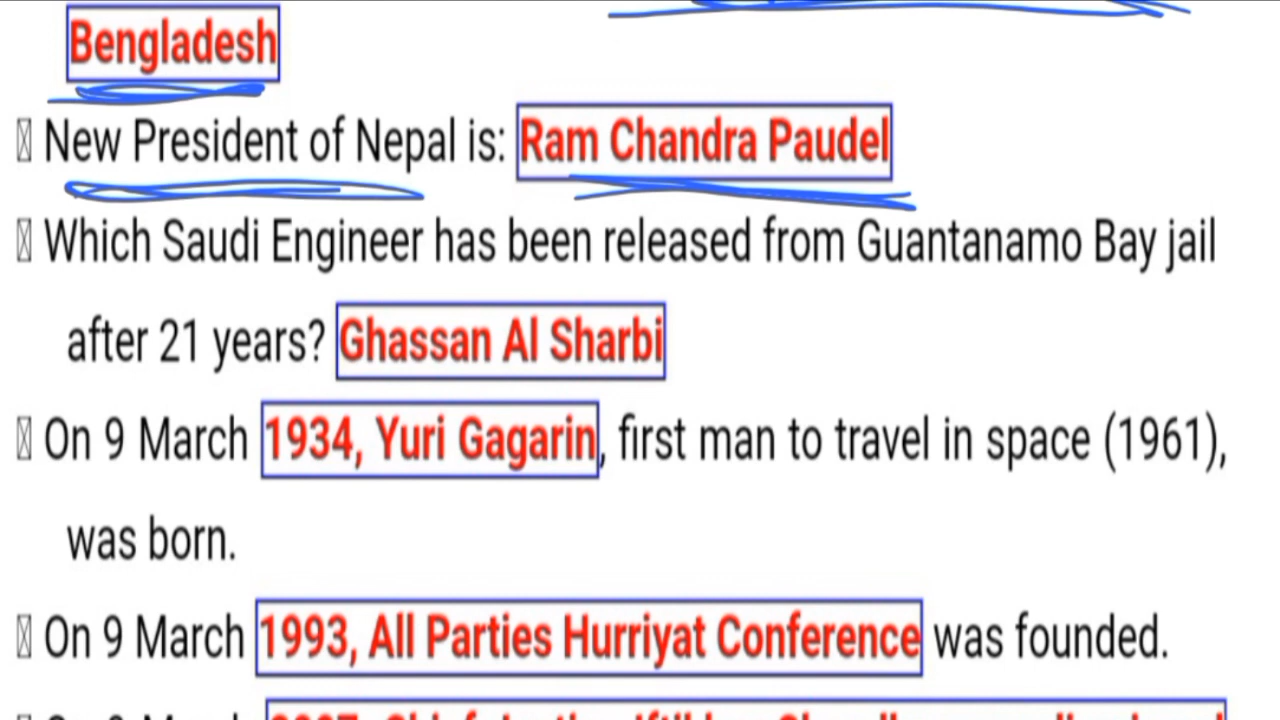 Bengladesh
New President of Nepal is: Ram Chandra Paudel
Which Saudi Engineer has been released from Guantanamo Bay jail
after 21 years? Ghassan Al Sharbi
On 9 March 1934, Yuri Gagarin, first man to travel in space (1961),
was born.
On 9 March 1993, All Parties Hurriyat Conference was founded.